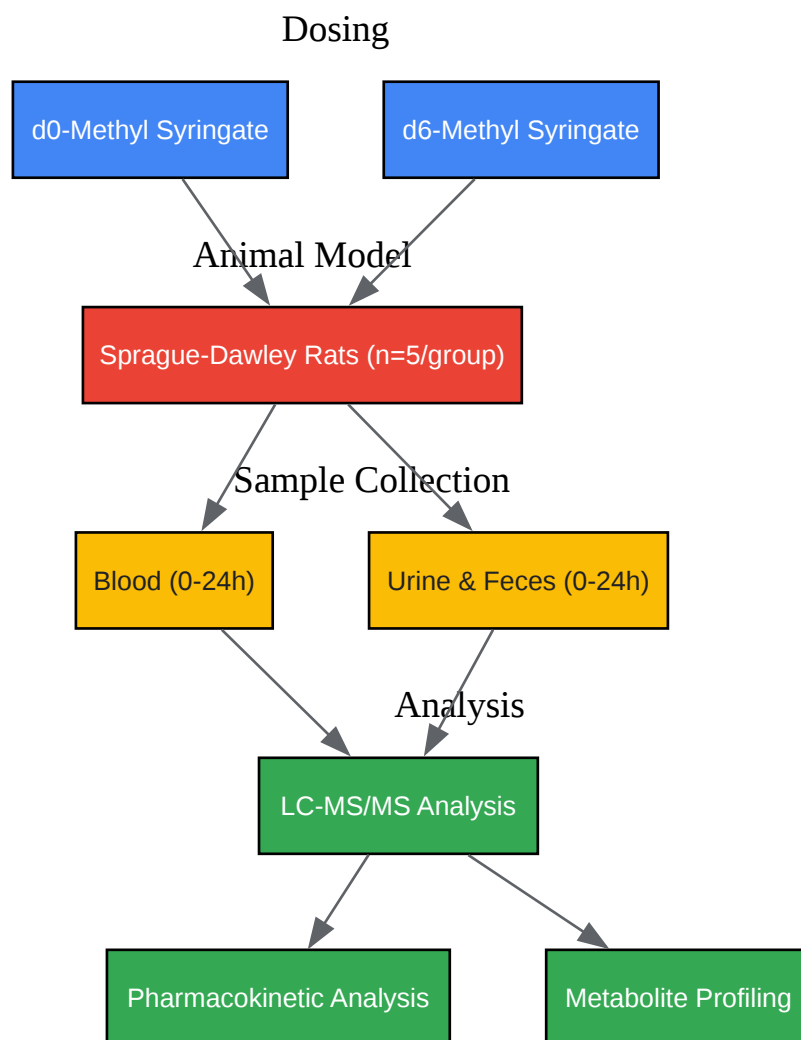 Dosing
d0-Methyl Syringate
d6-Methyl Syringate
Animal Model
Sprague-Dawley Rats (n=5/group)
Sample Collection
Blood (0-24h)
Urine & Feces (0-24h)
Analysis
LC-MS/MS Analysis
Pharmacokinetic Analysis
Metabolite Profiling